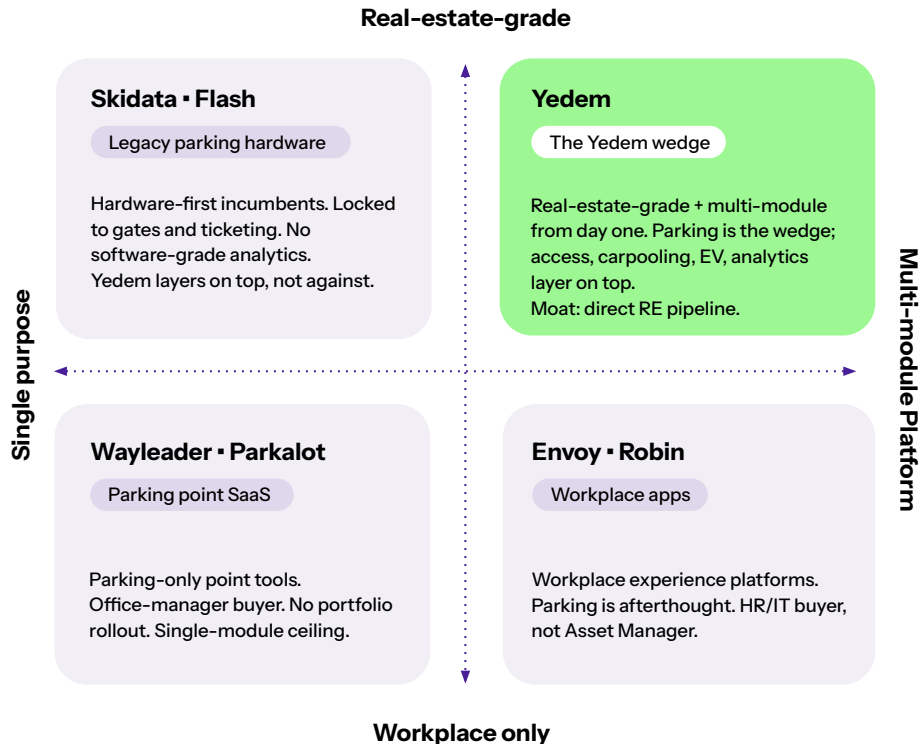 Real-estate-grade
Skidata ▪ Flash
Legacy parking hardware
Hardware-first incumbents. Locked
to gates and ticketing. No
software-grade analytics.
Yedem layers on top, not against.
Yedem
The Yedem wedge
Real-estate-grade + multi-module
from day one. Parking is the wedge;
access, carpooling, EV, analytics
layer on top.
Moat: direct RE pipeline.
Single purpose
Multi-module Platform
Wayleader ▪ Parkalot
Parking point SaaS
Parking-only point tools.
Office-manager buyer. No portfolio
rollout. Single-module ceiling.
Envoy ▪ Robin
Workplace apps
Workplace experience platforms.
Parking is afterthought. HR/IT buyer,
not Asset Manager.
Workplace only